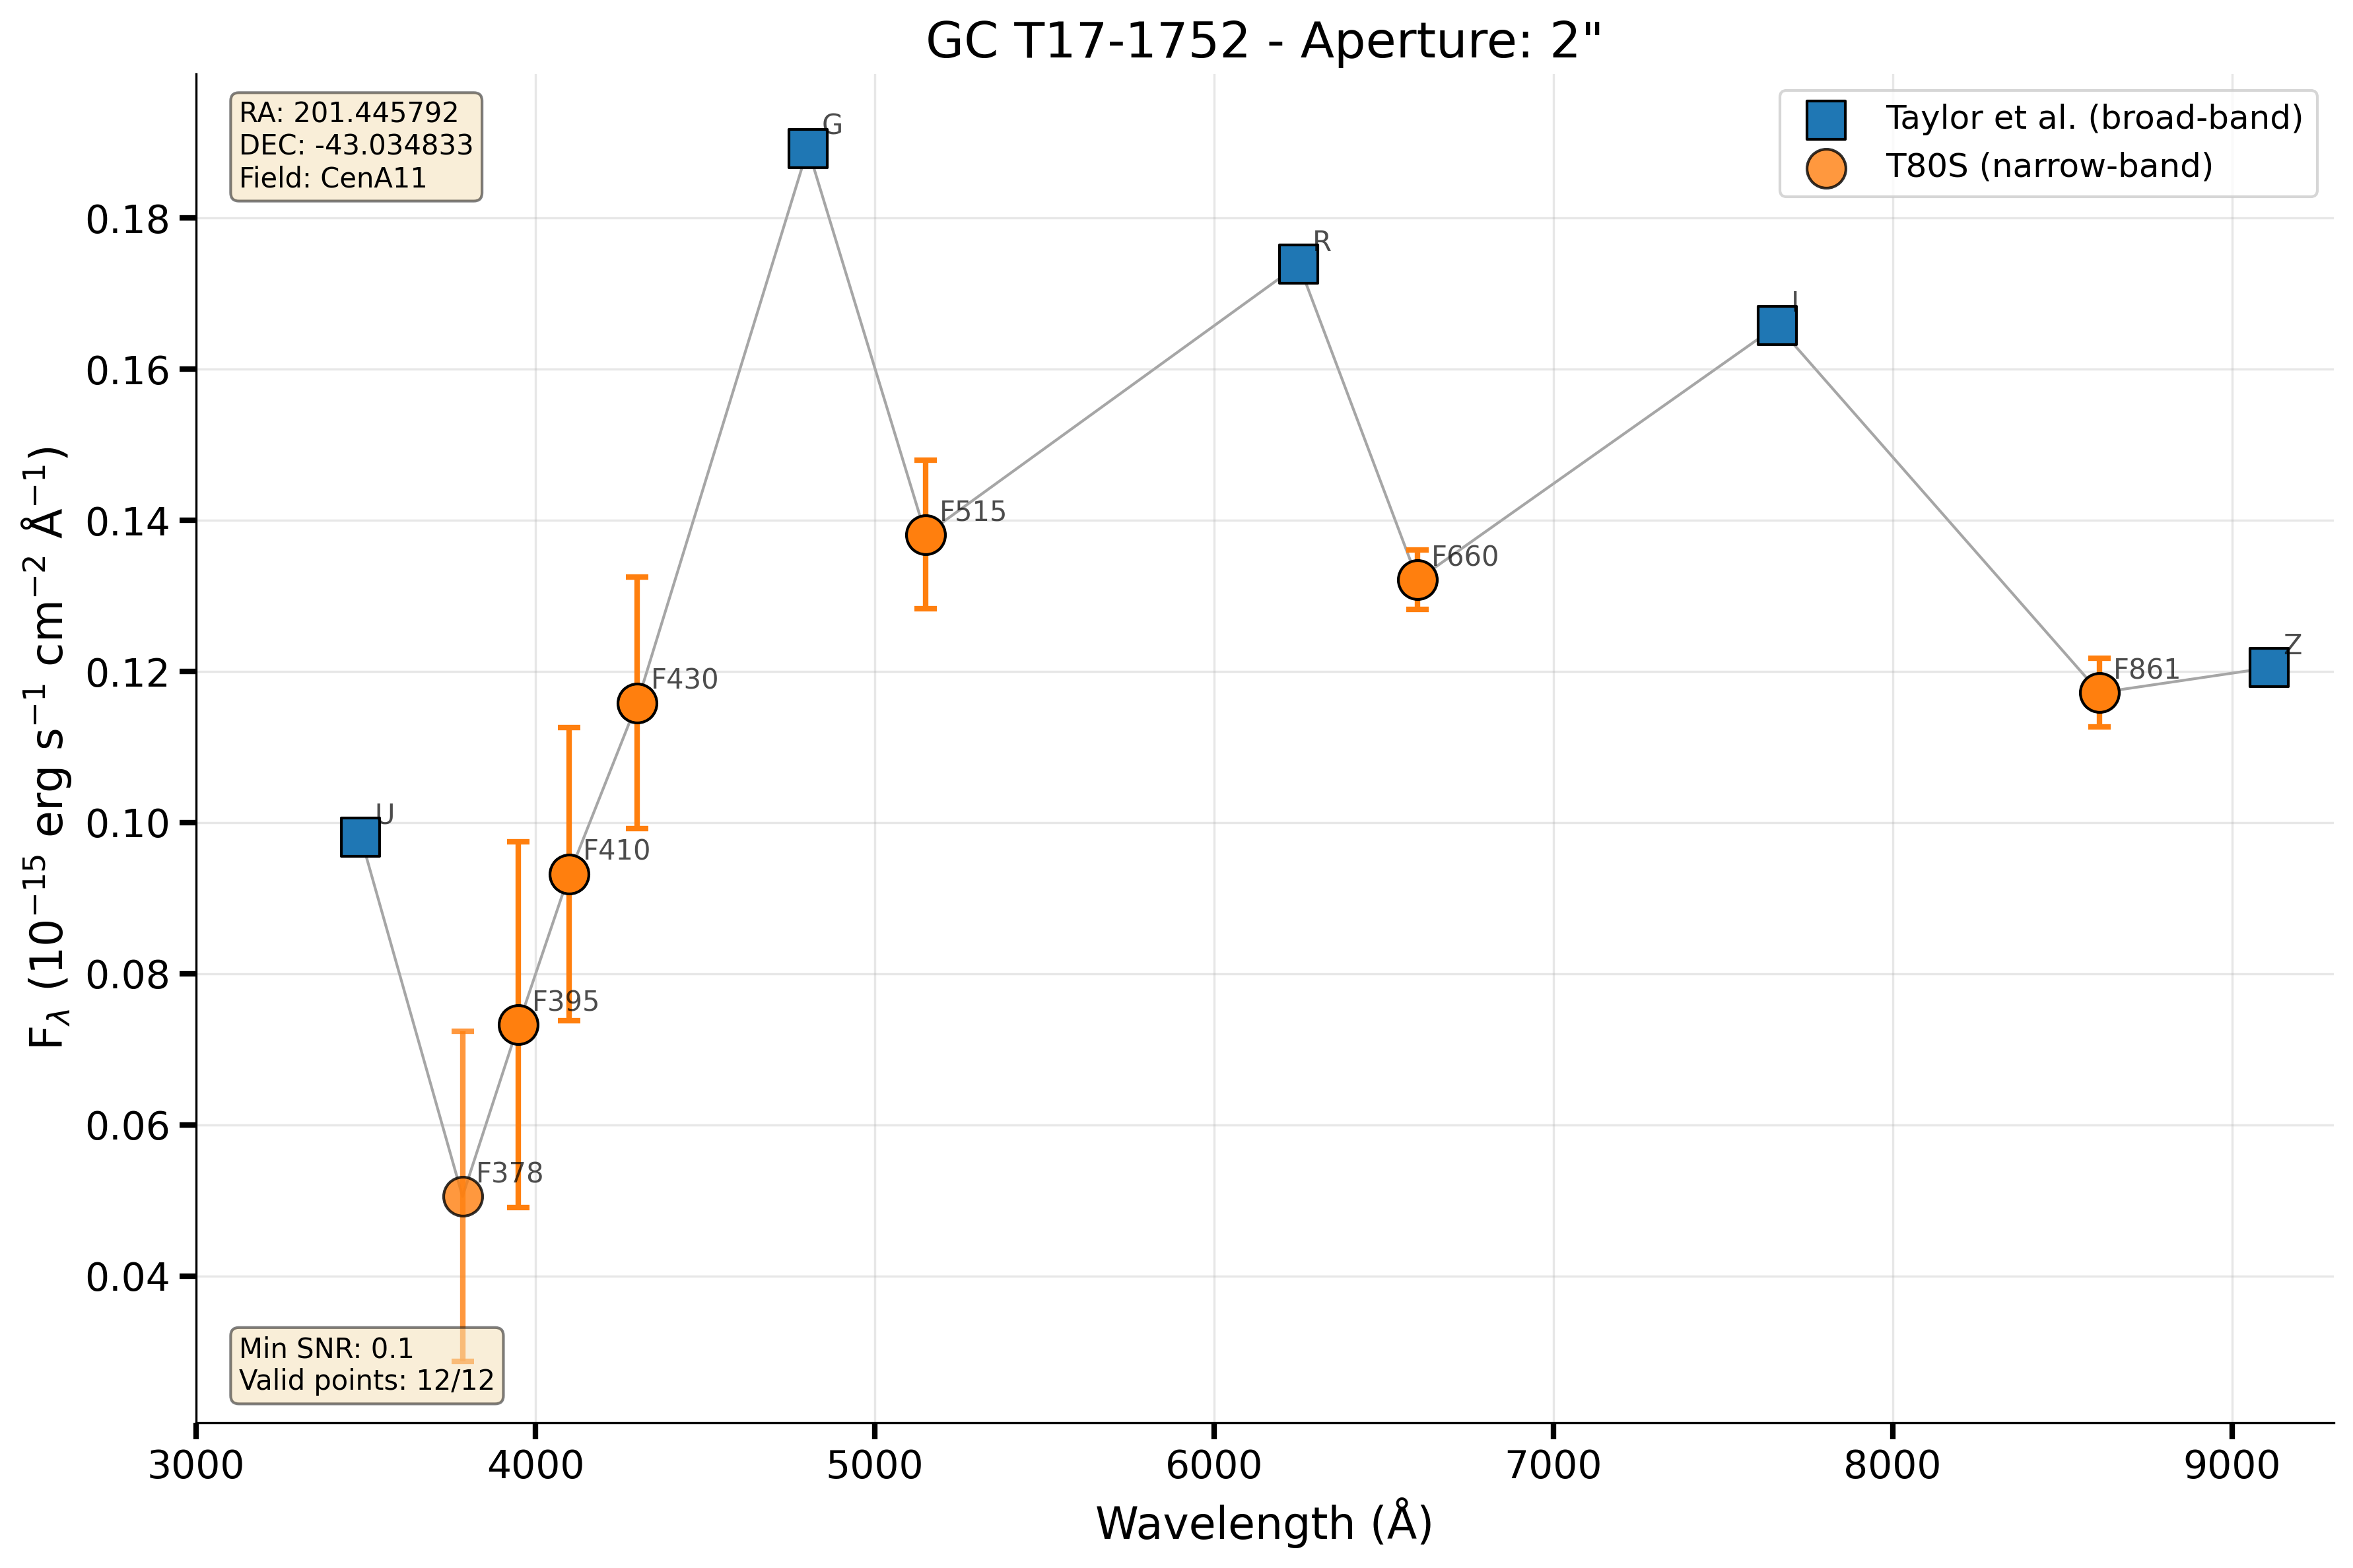 GC T17-1752 - Aperture: 2"
RA: 201.445792
DEC: -43.034833
Field: CenA11
Taylor et al. (broad-band)
T80S (narrow-band)
G
R
I
F515
F660
F430
F861
Z
U
F410
F395
F378
Min SNR: 0.1
Valid points: 12/12
0.18
0.16
0.14
0.12
0.10
0.08
0.06
0.04
3000 4000 5000 6000 7000 8000 9000
Wavelength (Å)
F_λ (10⁻¹⁵ erg s⁻¹ cm⁻² Å⁻¹)